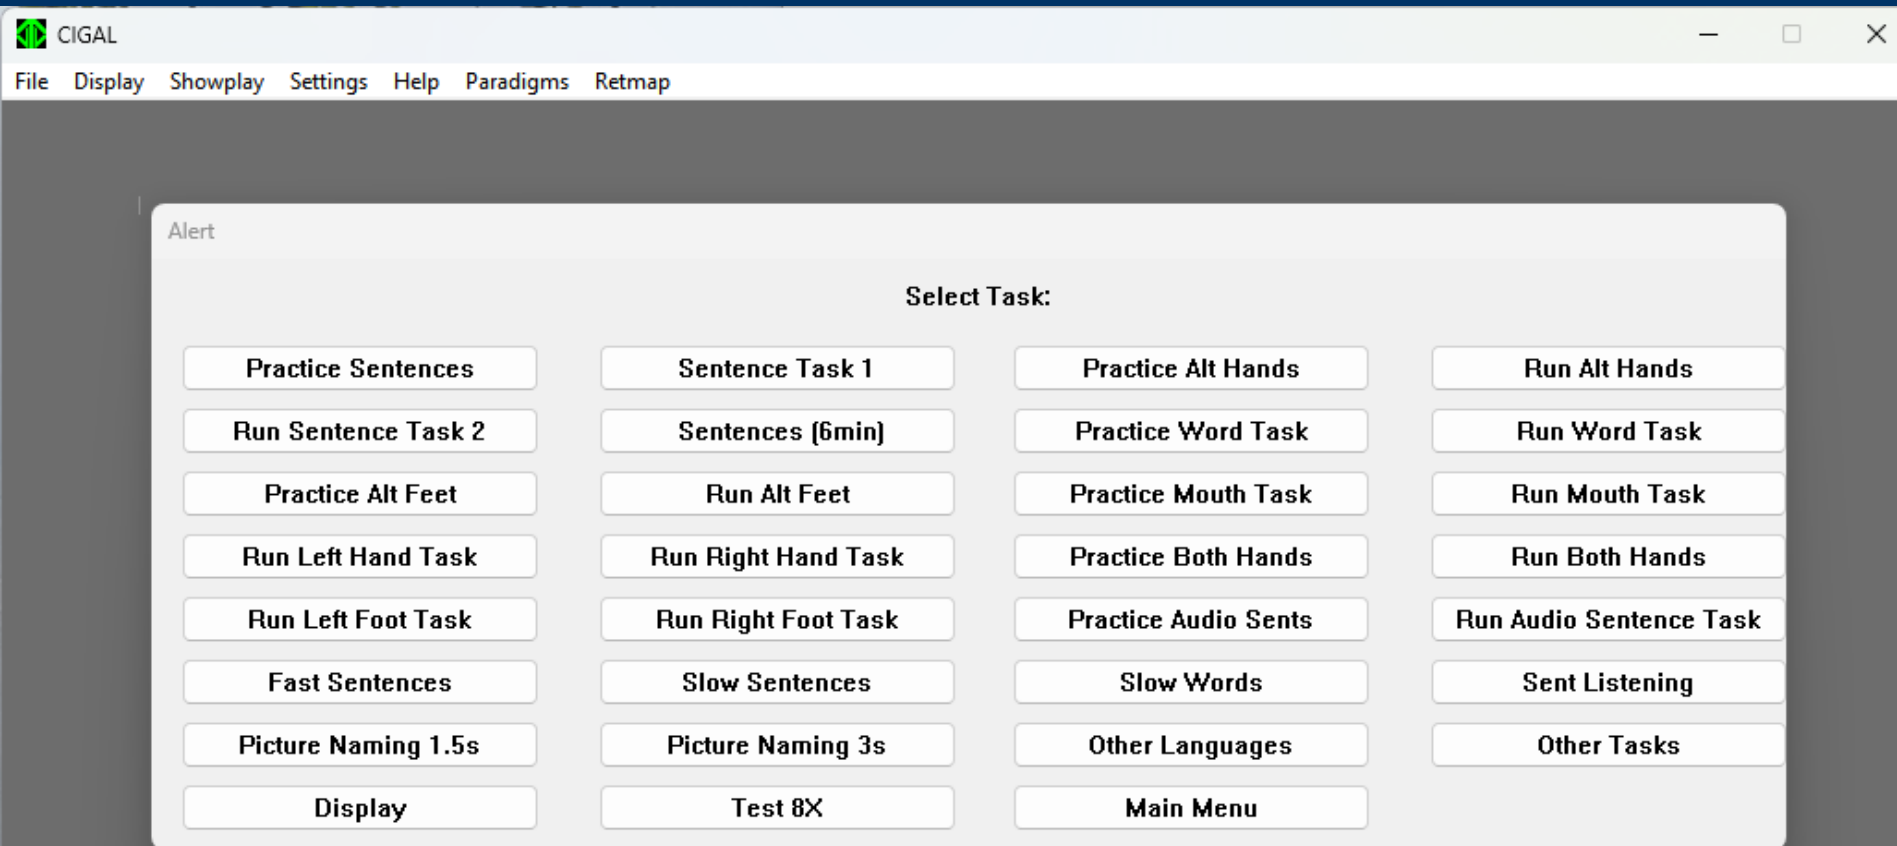 CIGAL
File Display Showplay Settings Help Paradigms Retmap
Alert
Select Task:
Practice Sentences Sentence Task 1 Practice Alt Hands Run Alt Hands
Run Sentence Task 2 Sentences (6min) Practice Word Task Run Word Task
Practice Alt Feet Run Alt Feet Practice Mouth Task Run Mouth Task
Run Left Hand Task Run Right Hand Task Practice Both Hands Run Both Hands
Run Left Foot Task Run Right Foot Task Practice Audio Sents Run Audio Sentence Task
Fast Sentences Slow Sentences Slow Words Sent Listening
Picture Naming 1.5s Picture Naming 3s Other Languages Other Tasks
Display Test 8X Main Menu